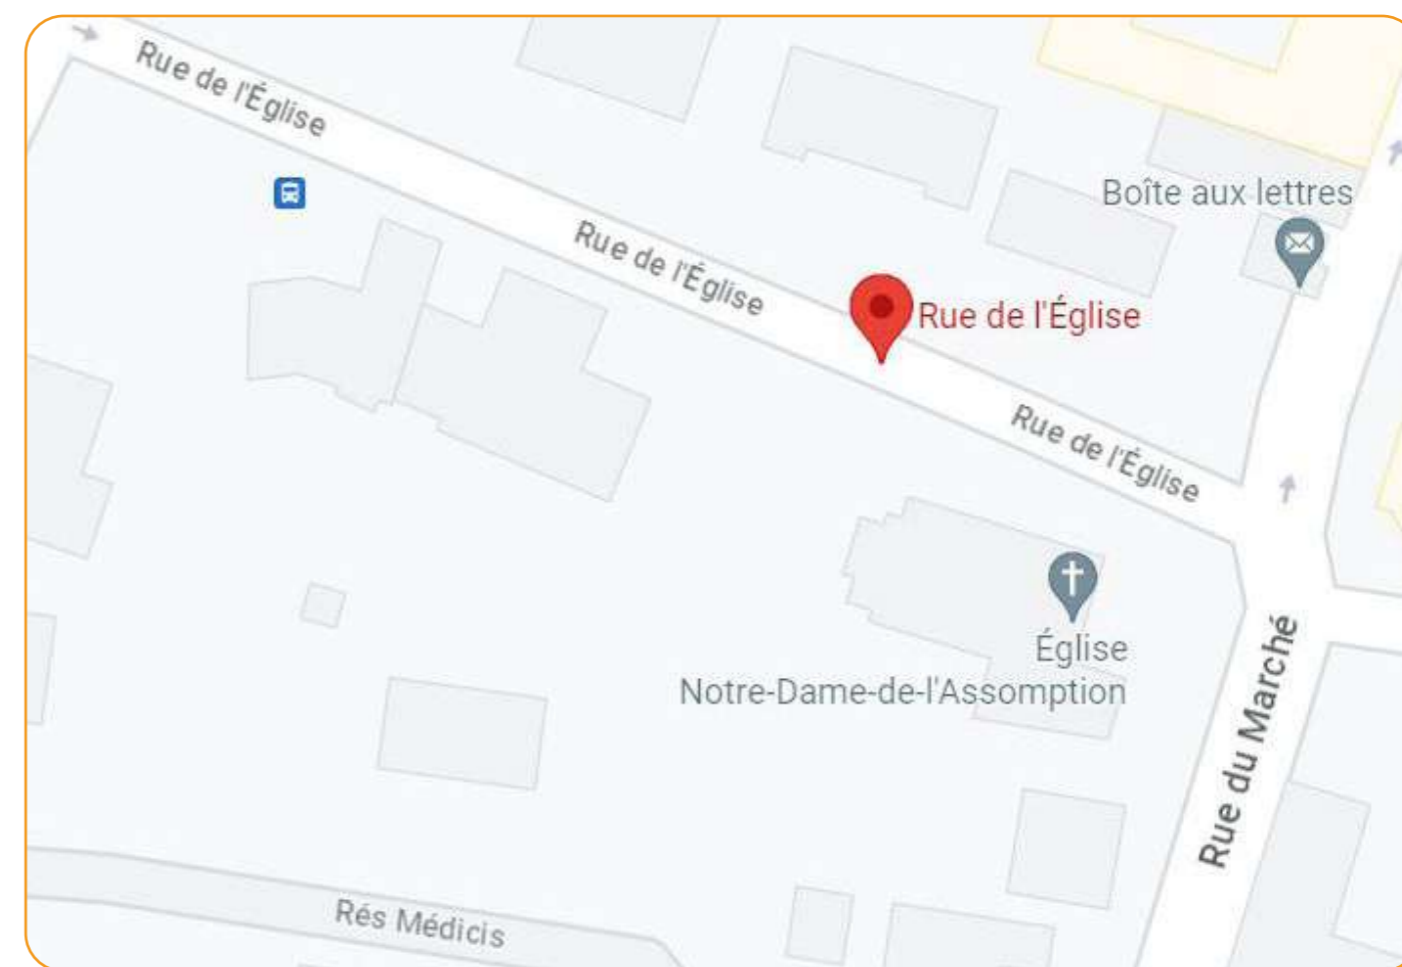 Rue de l'Église
Boîte aux lettres
Rue de l'Église
Rue de l'Église
Rue de l'Église
Église
Notre-Dame-de-l'Assomption
Rue du Marché
Rés Médicis